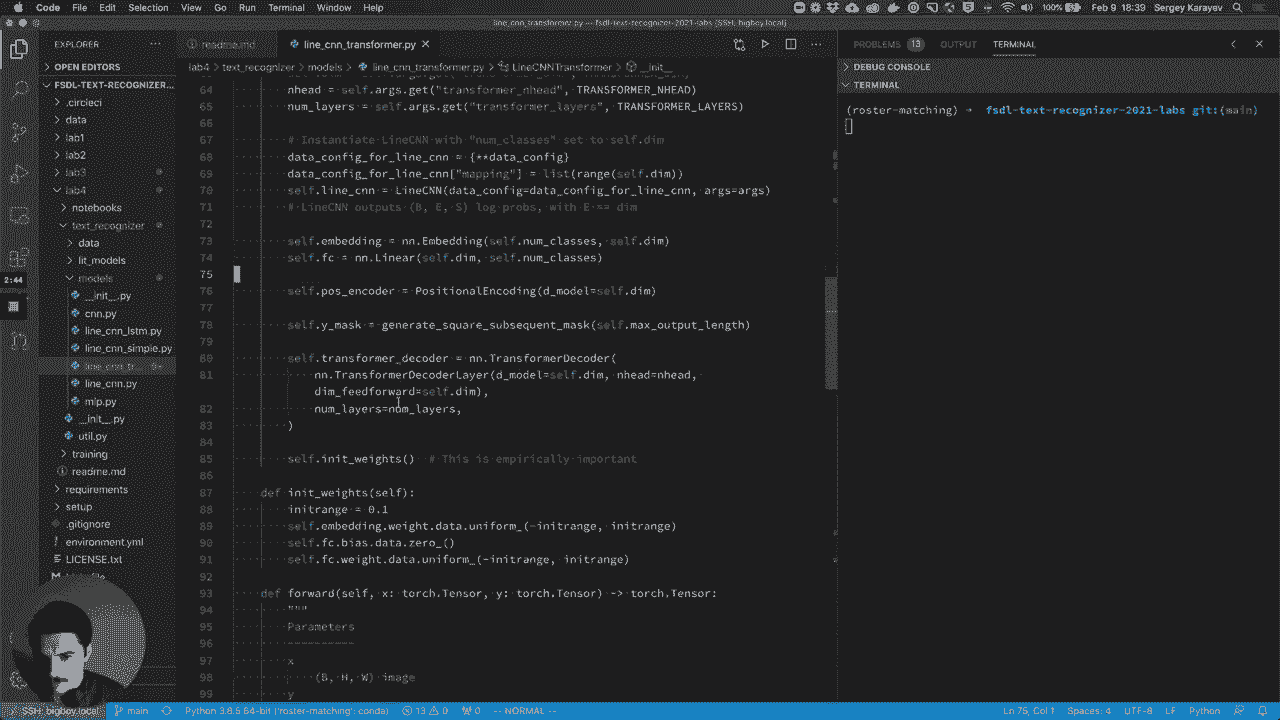 Code File Edit Selection View Go Run Terminal Window Help
100% Feb 9 18:39 Sergey Karayev
line_cnn_transformer.py — fsdl-text-recognizer-2021-labs [SSH: bigboy.local]
EXPLORER
readme.md
line_cnn_transformer.py
PROBLEMS 13 OUTPUT TERMINAL
OPEN EDITORS
lab4 > text_recognizer > models > line_cnn_transformer.py > LineCNNTransformer > __init__
DEBUG CONSOLE
FSDL-TEXT-RECOGNIZER...
TERMINAL
.circleci
data
lab1
lab2
lab3
lab4
notebooks
text_recognizer
data
lit_models
models
__init__.py
cnn.py
line_cnn_lstm.py
line_cnn_simple.py
line_cnn_tr...
line_cnn.py
mlp.py
__init__.py
util.py
training
readme.md
requirements
setup
.gitignore
environment.yml
LICENSE.txt
2:44
64 nhead = self.args.get("transformer_nhead", TRANSFORMER_NHEAD)
65 num_layers = self.args.get("transformer_layers", TRANSFORMER_LAYERS)
66
67 # Instantiate LineCNN with "num_classes" set to self.dim
68 data_config_for_line_cnn = {**data_config}
69 data_config_for_line_cnn["mapping"] = list(range(self.dim))
70 self.line_cnn = LineCNN(data_config=data_config_for_line_cnn, args=args)
71 # LineCNN outputs (B, E, S) log probs, with E == dim
72
73 self.embedding = nn.Embedding(self.num_classes, self.dim)
74 self.fc = nn.Linear(self.dim, self.num_classes)
75
76 self.pos_encoder = PositionalEncoding(d_model=self.dim)
77
78 self.y_mask = generate_square_subsequent_mask(self.max_output_length)
79
80 self.transformer_decoder = nn.TransformerDecoder(
81 nn.TransformerDecoderLayer(d_model=self.dim, nhead=nhead,
dim_feedforward=self.dim),
82 num_layers=num_layers,
83 )
84
85 self.init_weights() # This is empirically important
86
87 def init_weights(self):
88 initrange = 0.1
89 self.embedding.weight.data.uniform_(-initrange, initrange)
90 self.fc.bias.data.zero_()
91 self.fc.weight.data.uniform_(-initrange, initrange)
92
93 def forward(self, x: torch.Tensor, y: torch.Tensor) -> torch.Tensor:
94 """
95 Parameters
96 ----------
97 x
98 (B, H, W) image
99 y
(roster-matching) → fsdl-text-recognizer-2021-labs git:(main)
SSH: bigboy.local main Python 3.8.5 64-bit ('roster-matching': conda) 13 0 0 -- NORMAL -- Ln 75, Col 1 Spaces: 4 UTF-8 LF Python